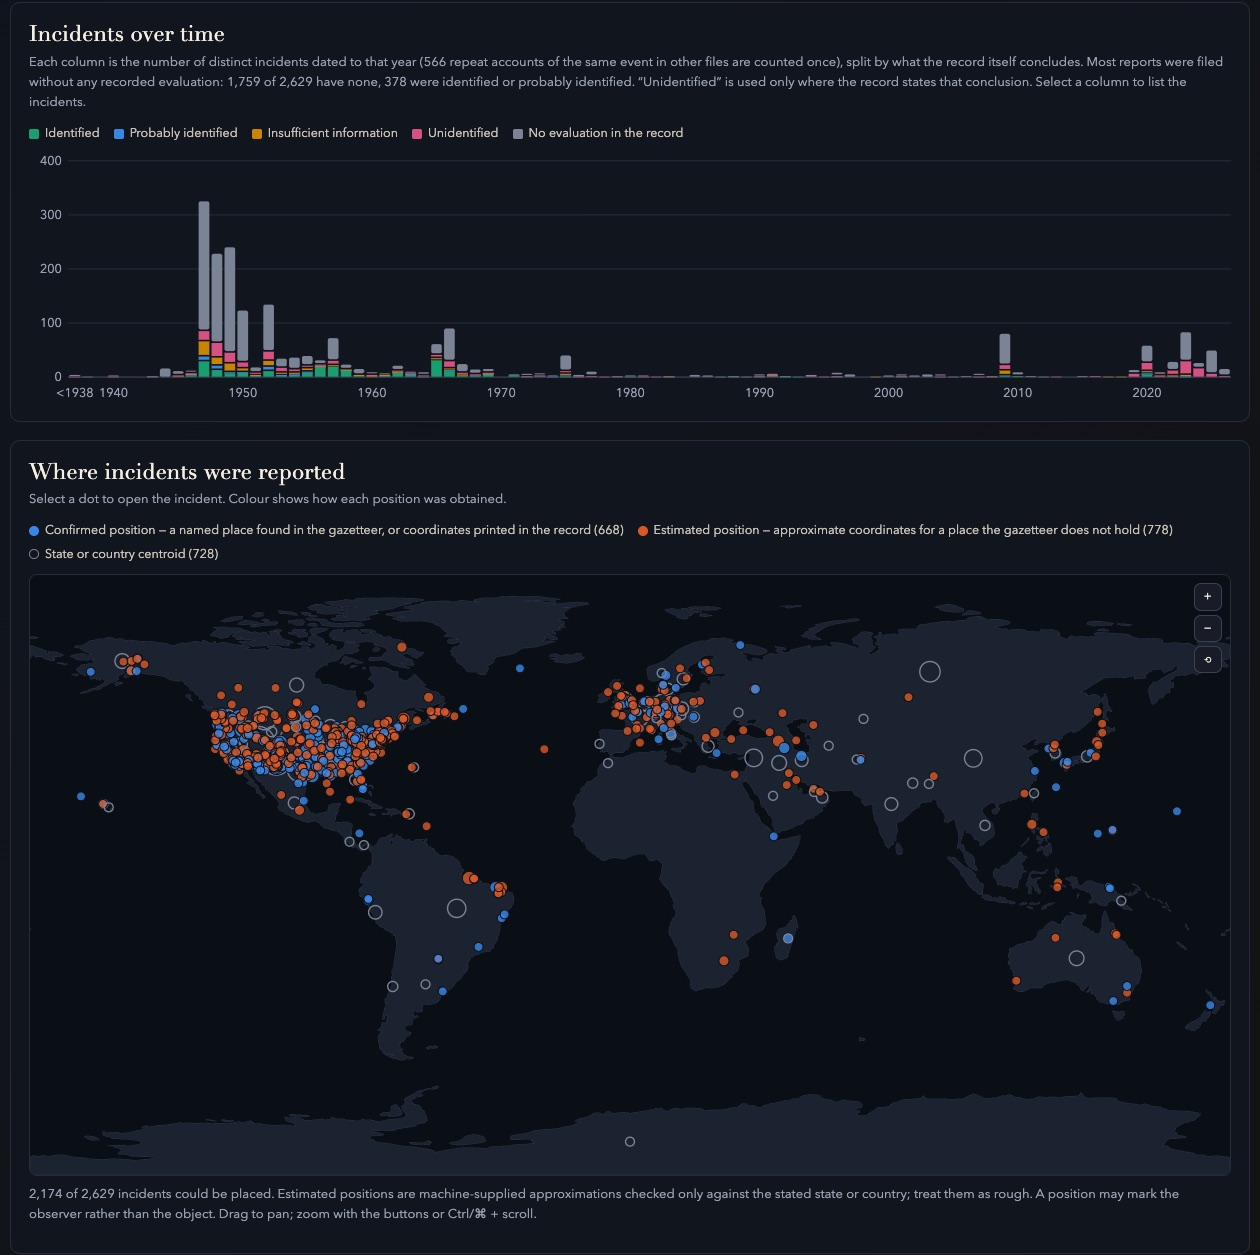 Incidents over time
Each column is the number of distinct incidents dated to that year (566 repeat accounts of the same event in other files are counted once), split by what the record itself concludes. Most reports were filed
without any recorded evaluation: 1,759 of 2,629 have none, 378 were identified or probably identified. “Unidentified” is used only where the record states that conclusion. Select a column to list the
incidents.
Identified Probably identified Insufficient information Unidentified No evaluation in the record
400
300
200
100
0
<1938 1940 1950 1960 1970 1980 1990 2000 2010 2020
Where incidents were reported
Select a dot to open the incident. Colour shows how each position was obtained.
Confirmed position – a named place found in the gazetteer, or coordinates printed in the record (668) Estimated position – approximate coordinates for a place the gazetteer does not hold (778)
State or country centroid (728)
+
−
⟲
2,174 of 2,629 incidents could be placed. Estimated positions are machine-supplied approximations checked only against the stated state or country; treat them as rough. A position may mark the
observer rather than the object. Drag to pan; zoom with the buttons or Ctrl/⌘ + scroll.